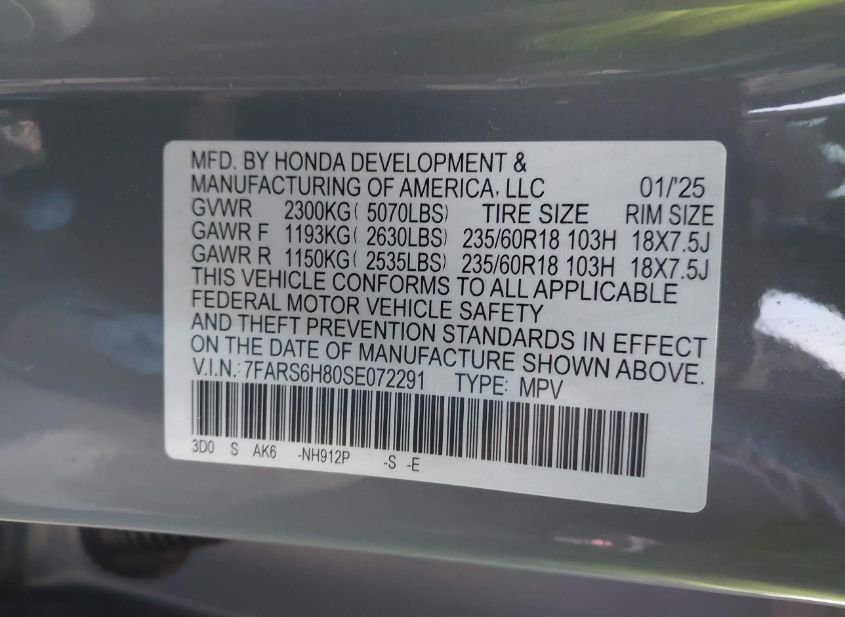 MFD. BY HONDA DEVELOPMENT &
MANUFACTURING OF AMERICA, LLC 01/'25
GVWR 2300KG( 5070LBS) TIRE SIZE RIM SIZE
GAWR F 1193KG( 2630LBS) 235/60R18 103H 18X7.5J
GAWR R 1150KG( 2535LBS) 235/60R18 103H 18X7.5J
THIS VEHICLE CONFORMS TO ALL APPLICABLE
FEDERAL MOTOR VEHICLE SAFETY
AND THEFT PREVENTION STANDARDS IN EFFECT
ON THE DATE OF MANUFACTURE SHOWN ABOVE.
V.I.N.: 7FARS6H80SE072291 TYPE: MPV
3D0 S AK6 -NH912P -S -E